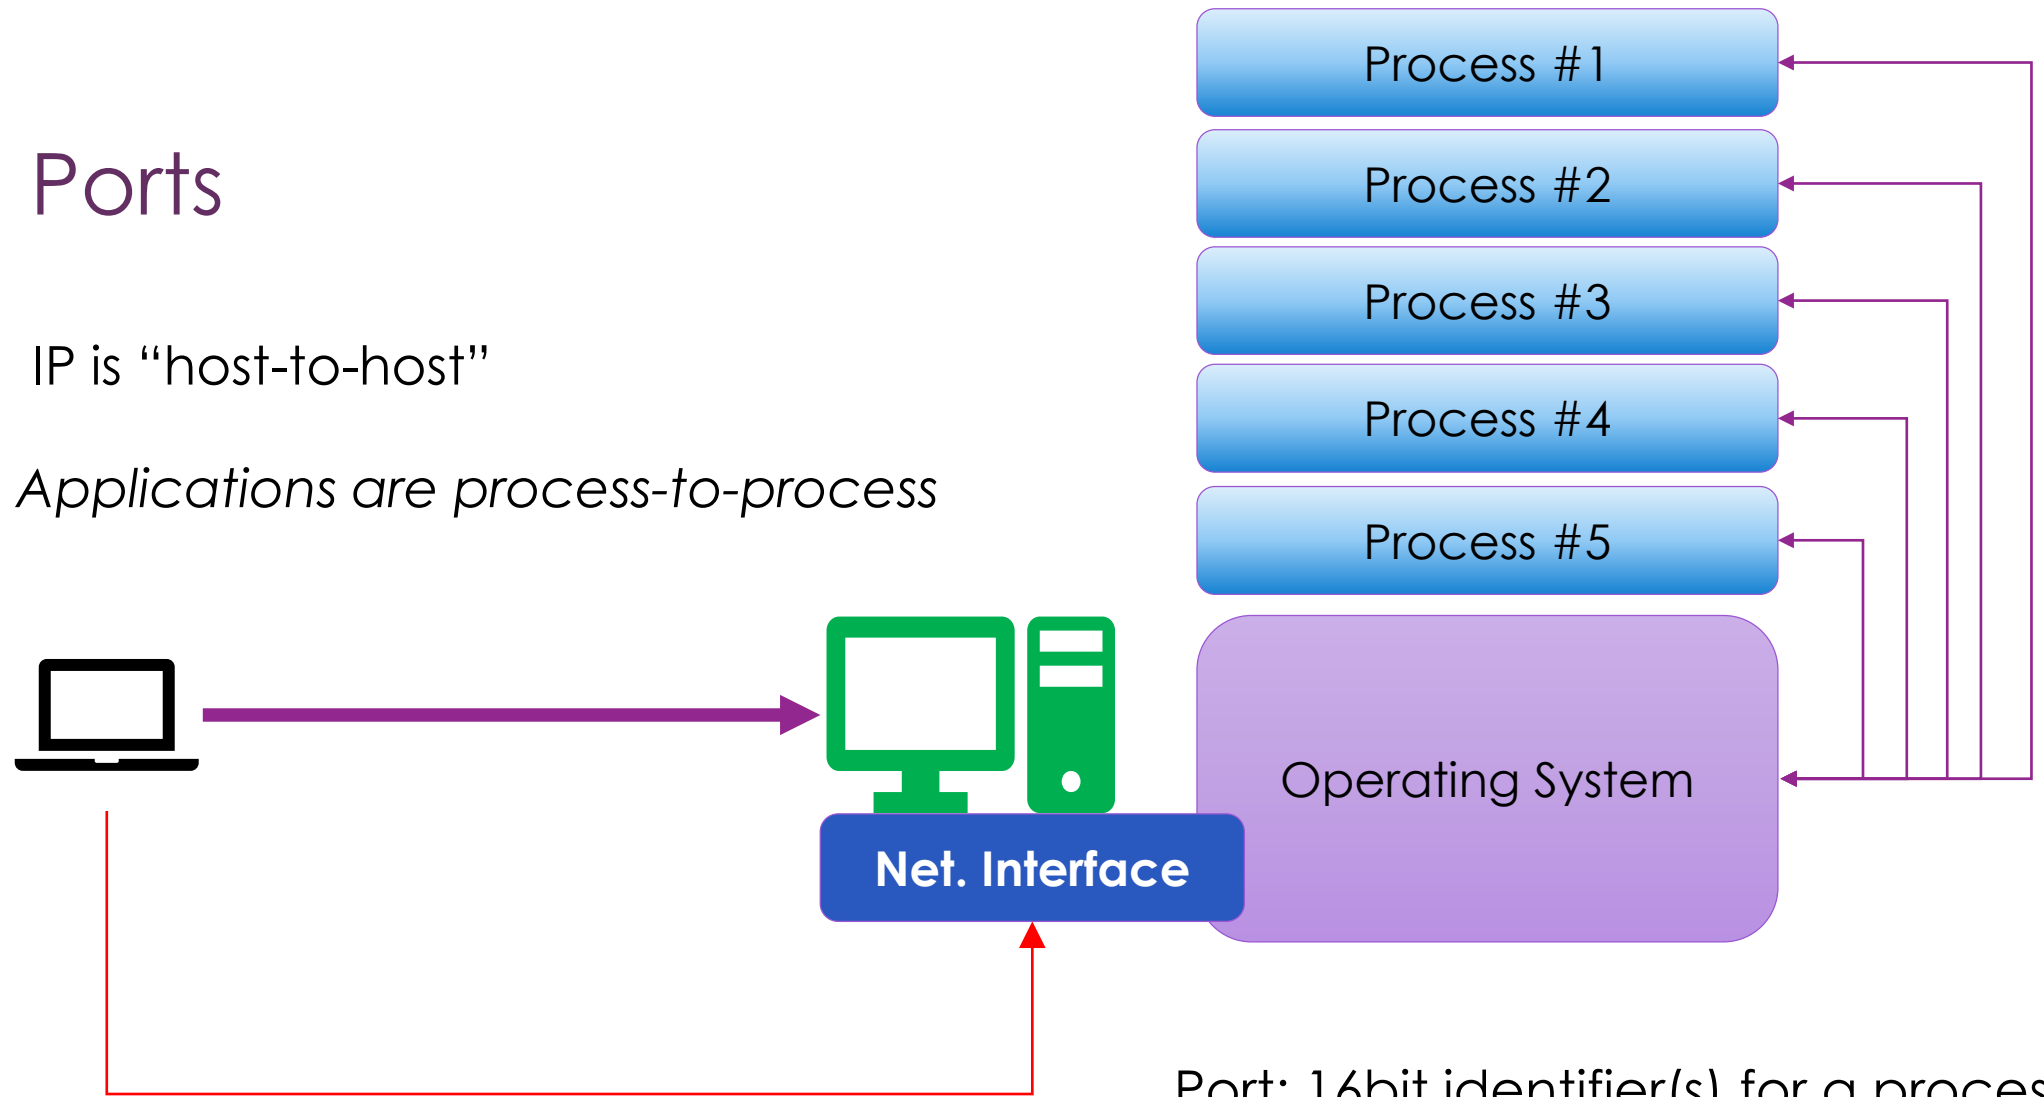 Ports
IP is “host-to-host”
Applications are process-to-process
Process #1
Process #2
Process #3
Process #4
Process #5
Operating System
Net. Interface
Port: 16bit identifier(s) for a